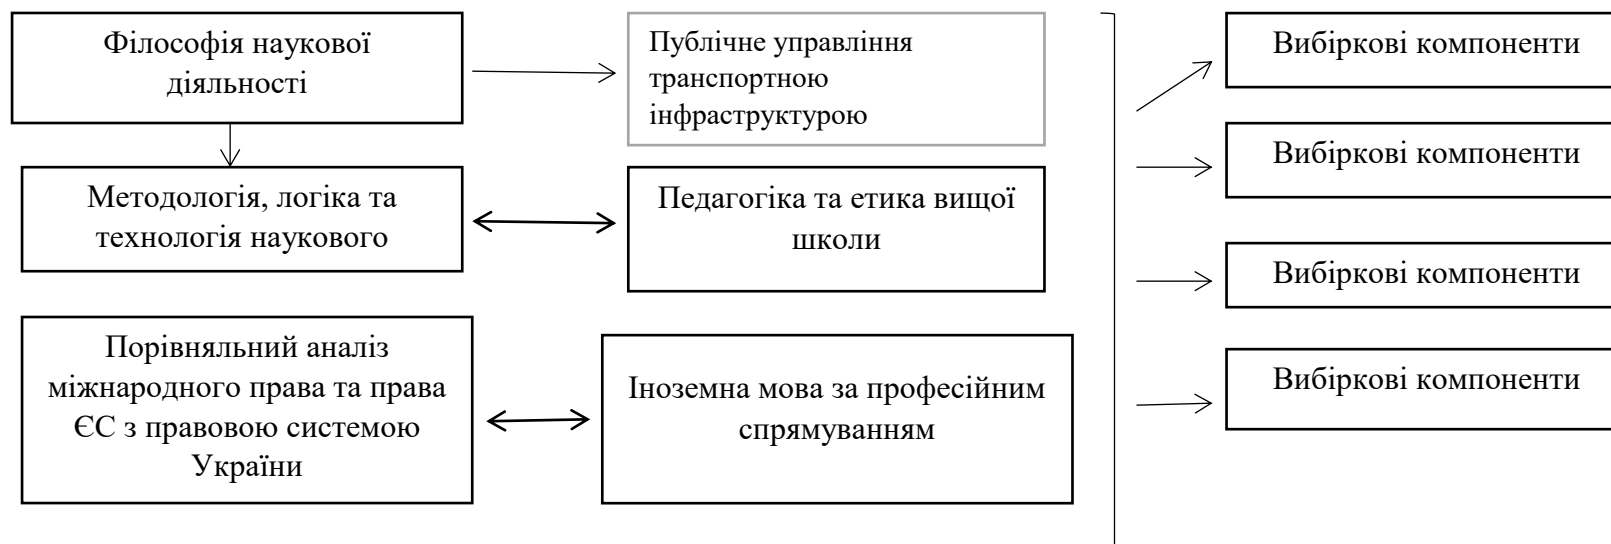 Філософія наукової
діяльності
Публічне управління
транспортною
інфраструктурою
Методологія, логіка та
технологія наукового
Педагогіка та етика вищої
школи
Порівняльний аналіз
міжнародного права та права
ЄС з правовою системою
України
Іноземна мова за професійним
спрямуванням
Вибіркові компоненти
Вибіркові компоненти
Вибіркові компоненти
Вибіркові компоненти